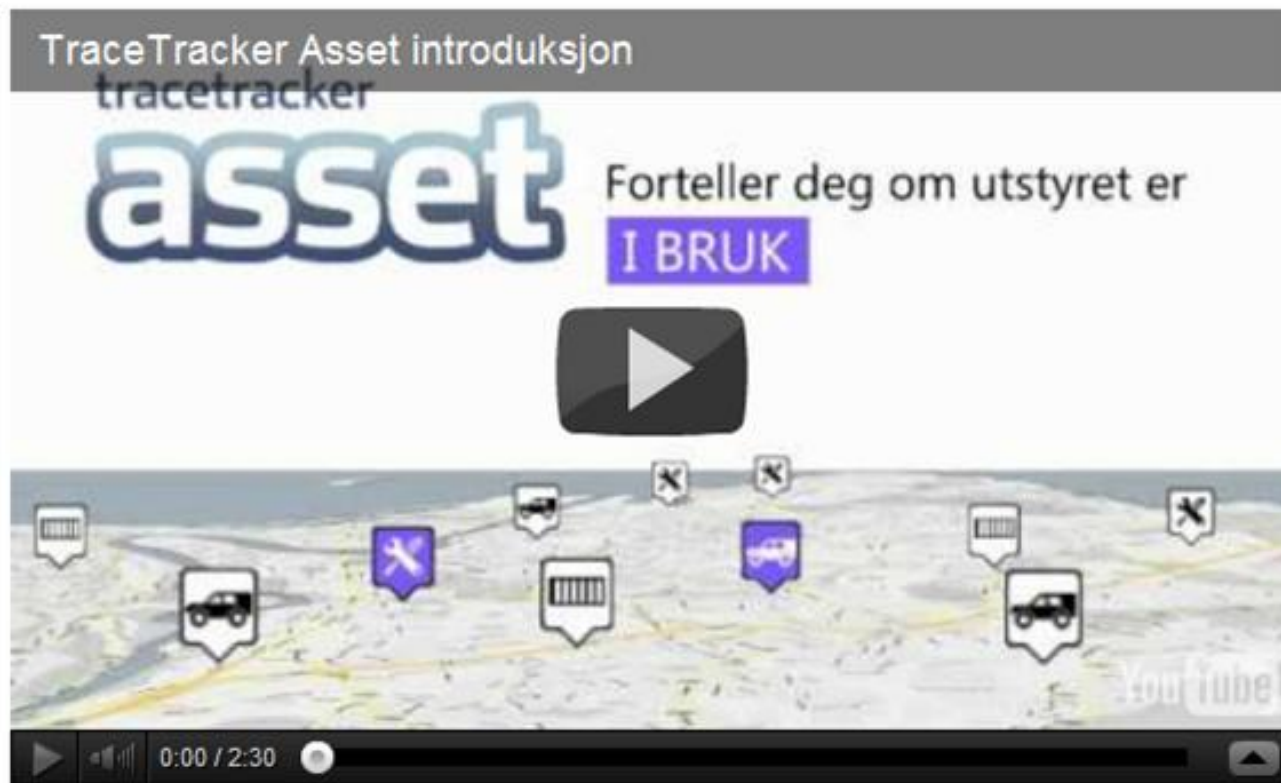 TraceTracker Asset introduksjon
tracetracker
asset
Forteller deg om utstyret er
I BRUK
YouTube
0:00 / 2:30